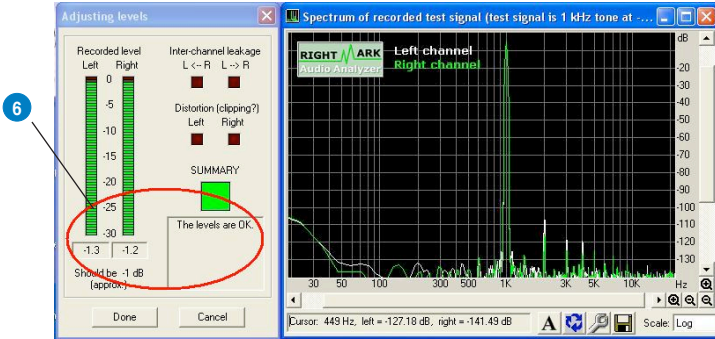 Adjusting levels
Recorded level
Left Right
0
-5
-10
-15
-20
-25
-30
-1.3 -1.2
Should be -1 dB
(approx.)
Inter-channel leakage
L <-- R L --> R
Distortion (clipping?)
Left Right
SUMMARY
The levels are OK.
Done Cancel
6
Spectrum of recorded test signal (test signal is 1 kHz tone at -...
RIGHT MARK
Audio Analyzer
Left channel
Right channel
dB
-20
-30
-40
-50
-60
-70
-80
-90
-100
-110
-120
-130
30 50 100 300 500 1K 3K 5K 10K Hz
Cursor: 449 Hz, left = -127.18 dB, right = -141.49 dB
A
Scale: Log